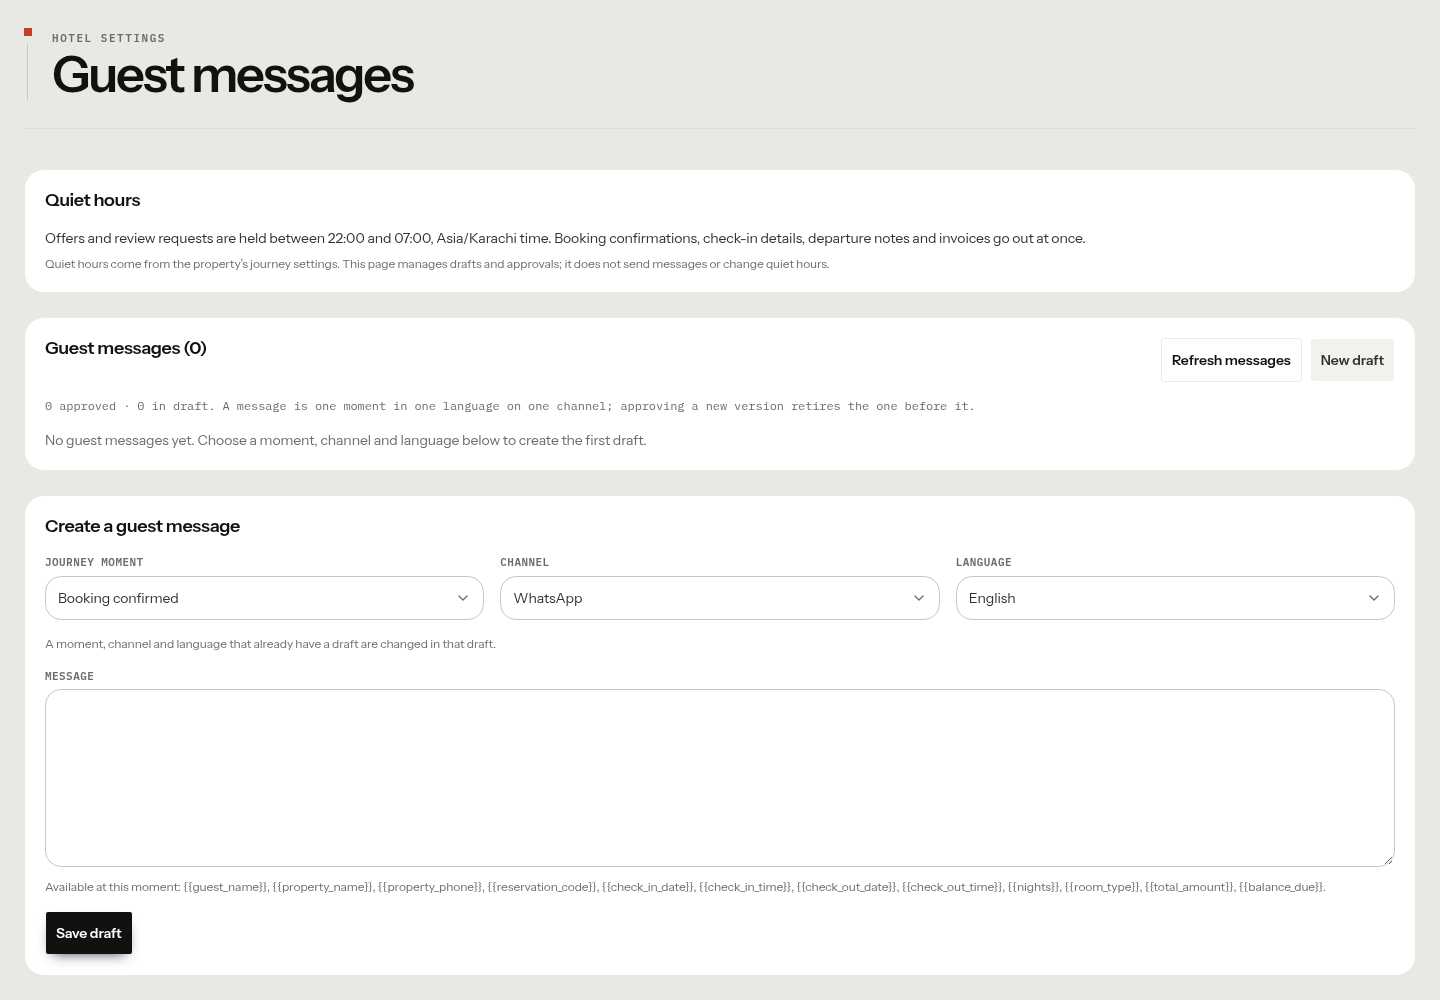 HOTEL SETTINGS
Guest messages
Quiet hours
Offers and review requests are held between 22:00 and 07:00, Asia/Karachi time. Booking confirmations, check-in details, departure notes and invoices go out at once.
Quiet hours come from the property's journey settings. This page manages drafts and approvals; it does not send messages or change quiet hours.
Guest messages (0)
Refresh messages
New draft
0 approved · 0 in draft. A message is one moment in one language on one channel; approving a new version retires the one before it.
No guest messages yet. Choose a moment, channel and language below to create the first draft.
Create a guest message
JOURNEY MOMENT
CHANNEL
LANGUAGE
Booking confirmed
WhatsApp
English
A moment, channel and language that already have a draft are changed in that draft.
MESSAGE
Available at this moment: {{guest_name}}, {{property_name}}, {{property_phone}}, {{reservation_code}}, {{check_in_date}}, {{check_in_time}}, {{check_out_date}}, {{check_out_time}}, {{nights}}, {{room_type}}, {{total_amount}}, {{balance_due}}.
Save draft